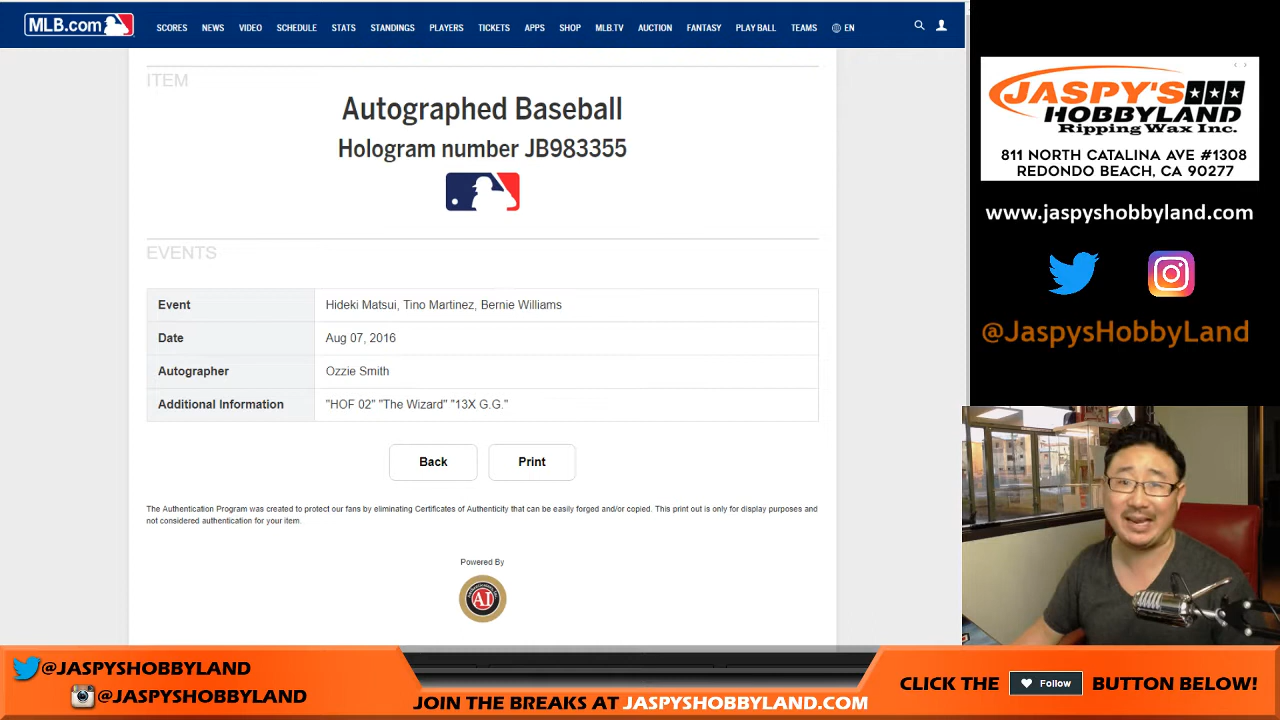 MLB.com
SCORES NEWS VIDEO SCHEDULE STATS STANDINGS PLAYERS TICKETS APPS SHOP MLB.TV AUCTION FANTASY PLAY BALL TEAMS EN
ITEM
Autographed Baseball
Hologram number JB983355
EVENTS
Event Hideki Matsui, Tino Martinez, Bernie Williams
Date Aug 07, 2016
Autographer Ozzie Smith
Additional Information "HOF 02" "The Wizard" "13X G.G."
Back Print
The Authentication Program was created to protect our fans by eliminating Certificates of Authenticity that can be easily forged and/or copied. This print out is only for display purposes and
not considered authentication for your item.
Powered By
AI
JASPY'S
HOBBYLAND
Ripping Wax Inc.
811 NORTH CATALINA AVE #1308
REDONDO BEACH, CA 90277
www.jaspyshobbyland.com
@JaspysHobbyLand
@JASPYSHOBBYLAND
@JASPYSHOBBYLAND
JOIN THE BREAKS AT JASPYSHOBBYLAND.COM
CLICK THE Follow BUTTON BELOW!